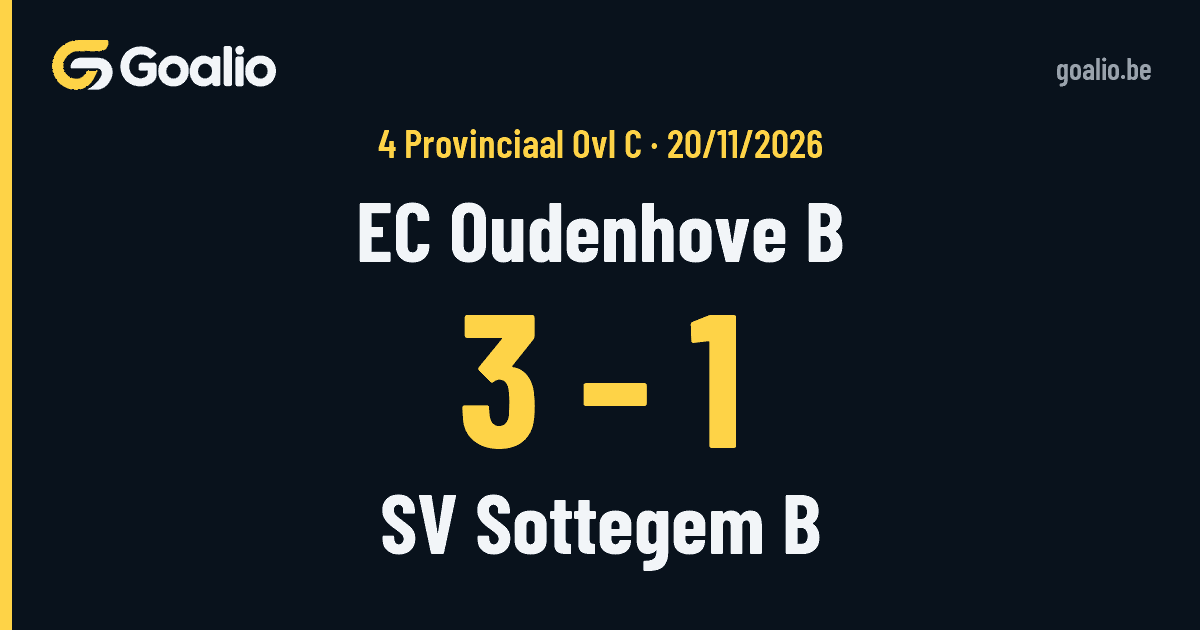 Goalio
goalio.be
4 Provinciaal Ovl C · 20/11/2026
EC Oudenhove B
3 – 1
SV Sottegem B